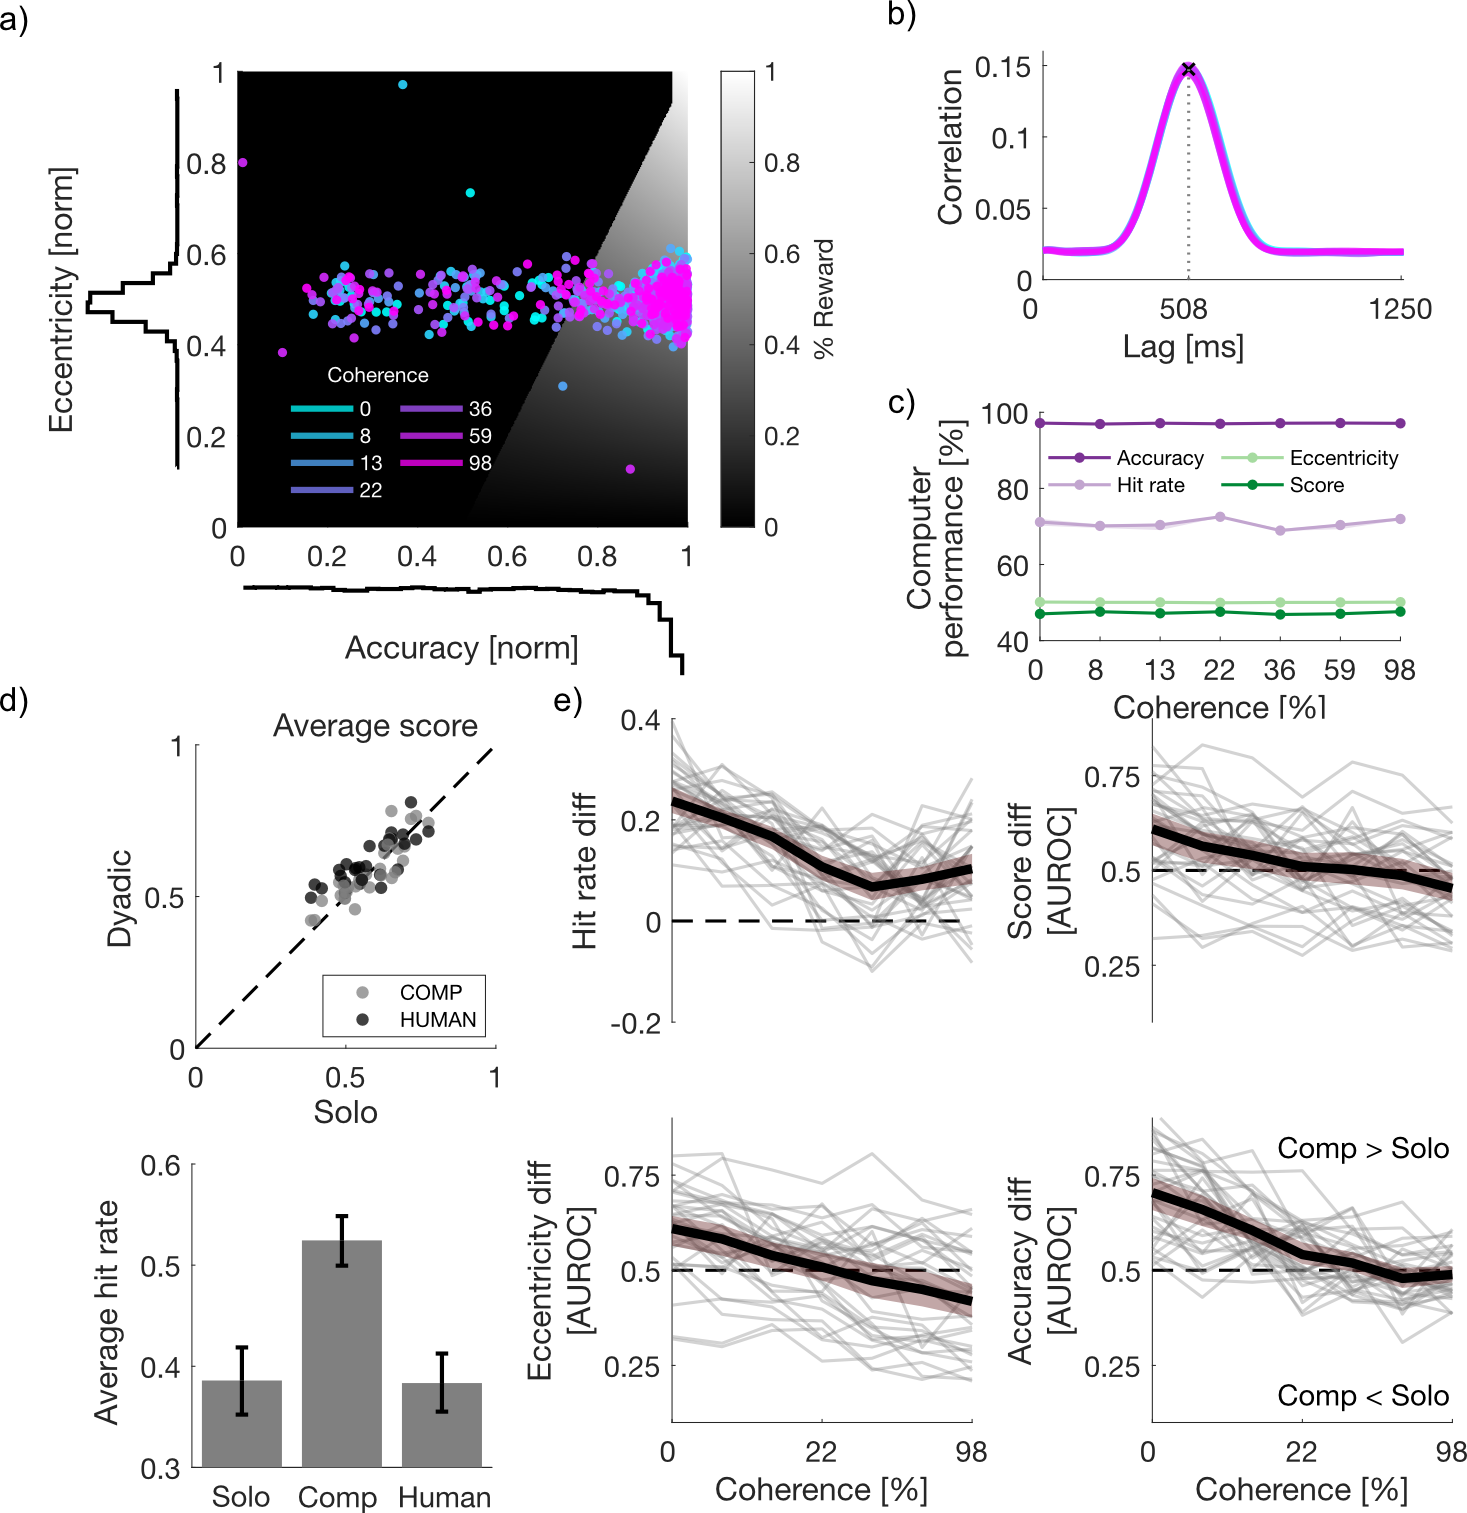 a)
Eccentricity [norm]
1
0.8
0.6
0.4
0.2
0
Coherence
0
8
13
22
36
59
98
0 0.2 0.4 0.6 0.8 1
Accuracy [norm]
1
0.8
0.6
0.4
0.2
0
% Reward
b)
Correlation
0.15
0.1
0.05
0
0 508 1250
Lag [ms]
c)
Computer
performance [%]
100
80
60
40
Accuracy
Hit rate
Eccentricity
Score
0 8 13 22 36 59 98
Coherence [%]
d)
Average score
Dyadic
1
0.5
0
COMP
HUMAN
0 0.5 1
Solo
Average hit rate
0.6
0.5
0.4
0.3
Solo Comp Human
e)
Hit rate diff
0.4
0.2
0
-0.2
Score diff
[AUROC]
0.75
0.5
0.25
Eccentricity diff
[AUROC]
0.75
0.5
0.25
0 22 98
Coherence [%]
Accuracy diff
[AUROC]
0.75
0.5
0.25
Comp > Solo
Comp < Solo
0 22 98
Coherence [%]